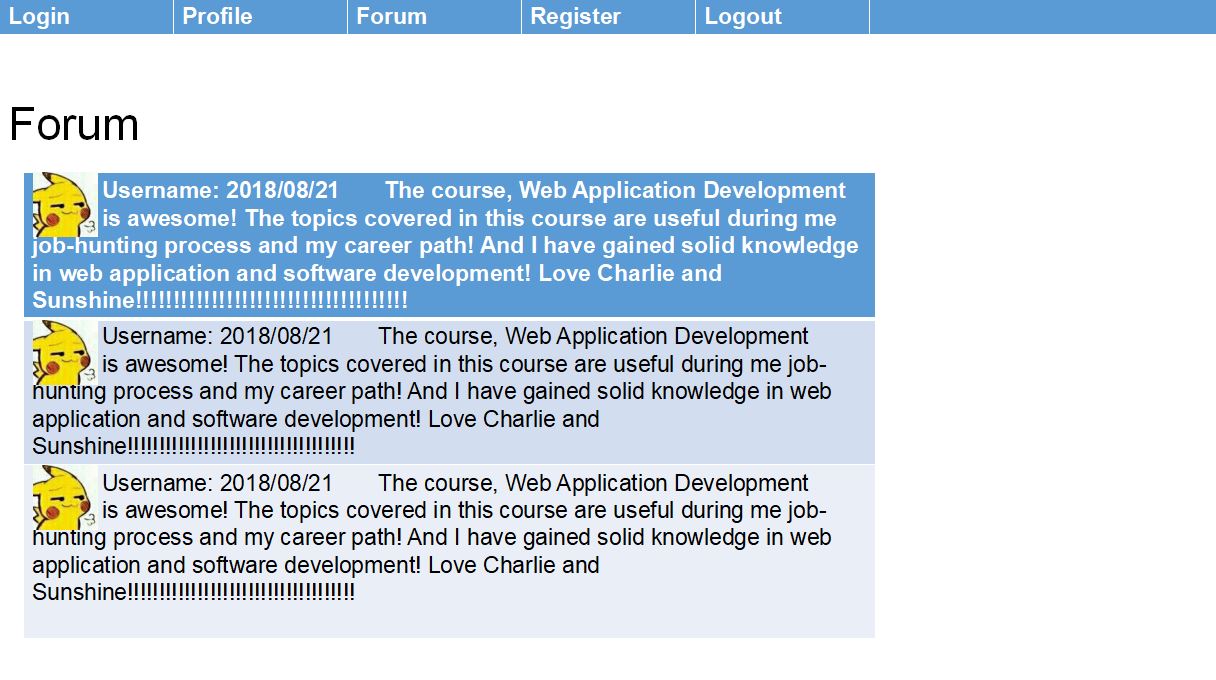 Login Profile Forum Register Logout
Forum
Username: 2018/08/21 The course, Web Application Development
is awesome! The topics covered in this course are useful during me
job-hunting process and my career path! And I have gained solid knowledge
in web application and software development! Love Charlie and
Sunshine!!!!!!!!!!!!!!!!!!!!!!!!!!!!!!!!!!!!
Username: 2018/08/21 The course, Web Application Development
is awesome! The topics covered in this course are useful during me job-
hunting process and my career path! And I have gained solid knowledge in web
application and software development! Love Charlie and
Sunshine!!!!!!!!!!!!!!!!!!!!!!!!!!!!!!!!!!!!
Username: 2018/08/21 The course, Web Application Development
is awesome! The topics covered in this course are useful during me job-
hunting process and my career path! And I have gained solid knowledge in web
application and software development! Love Charlie and
Sunshine!!!!!!!!!!!!!!!!!!!!!!!!!!!!!!!!!!!!